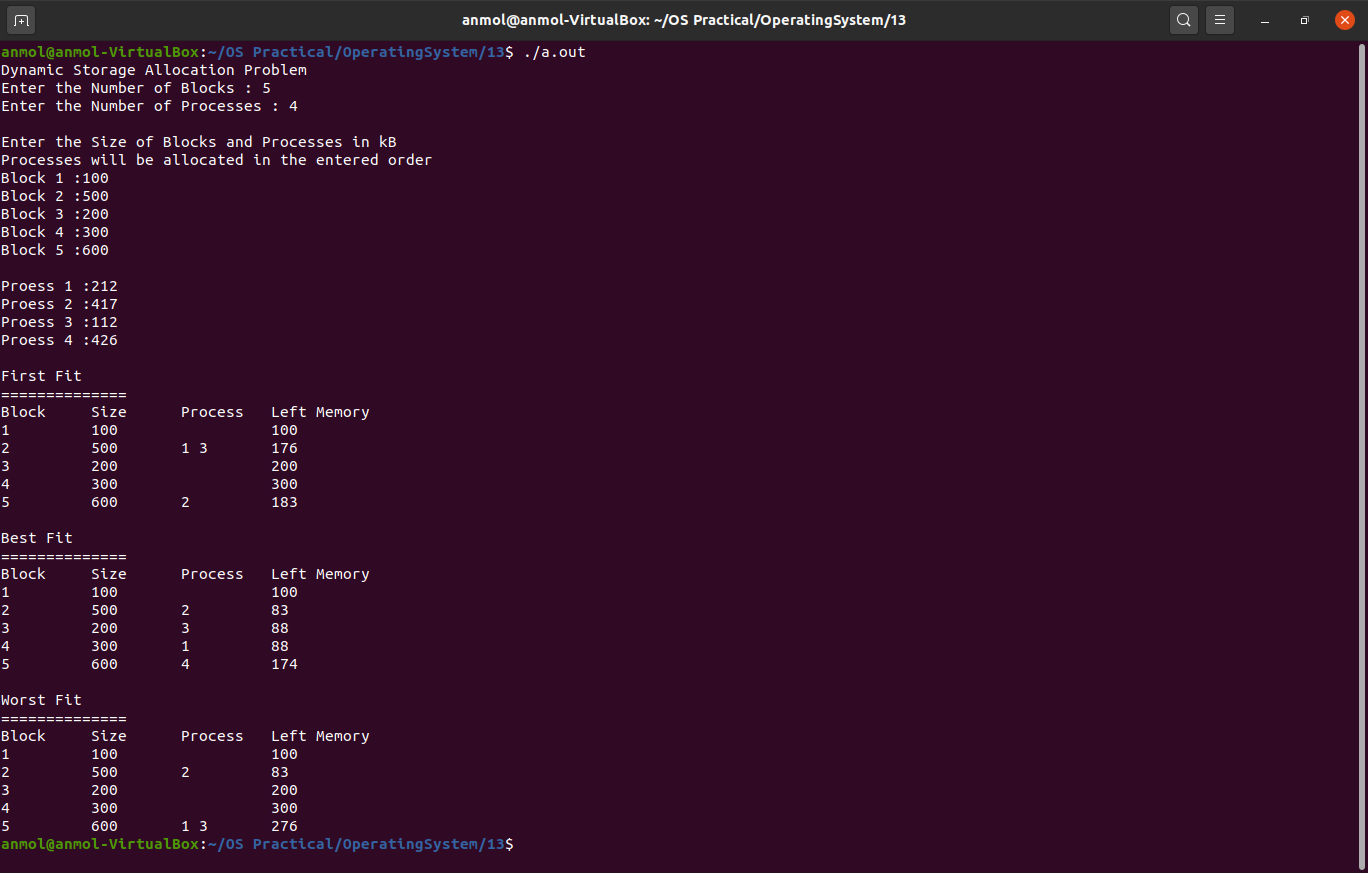 anmol@anmol-VirtualBox: ~/OS Practical/OperatingSystem/13
anmol@anmol-VirtualBox:~/OS Practical/OperatingSystem/13$ ./a.out
Dynamic Storage Allocation Problem
Enter the Number of Blocks : 5
Enter the Number of Processes : 4

Enter the Size of Blocks and Processes in kB
Processes will be allocated in the entered order
Block 1 :100
Block 2 :500
Block 3 :200
Block 4 :300
Block 5 :600

Proess 1 :212
Proess 2 :417
Proess 3 :112
Proess 4 :426

First Fit
==============
Block     Size      Process   Left Memory
1         100                 100
2         500       1 3       176
3         200                 200
4         300                 300
5         600       2         183

Best Fit
==============
Block     Size      Process   Left Memory
1         100                 100
2         500       2         83
3         200       3         88
4         300       1         88
5         600       4         174

Worst Fit
==============
Block     Size      Process   Left Memory
1         100                 100
2         500       2         83
3         200                 200
4         300                 300
5         600       1 3       276
anmol@anmol-VirtualBox:~/OS Practical/OperatingSystem/13$